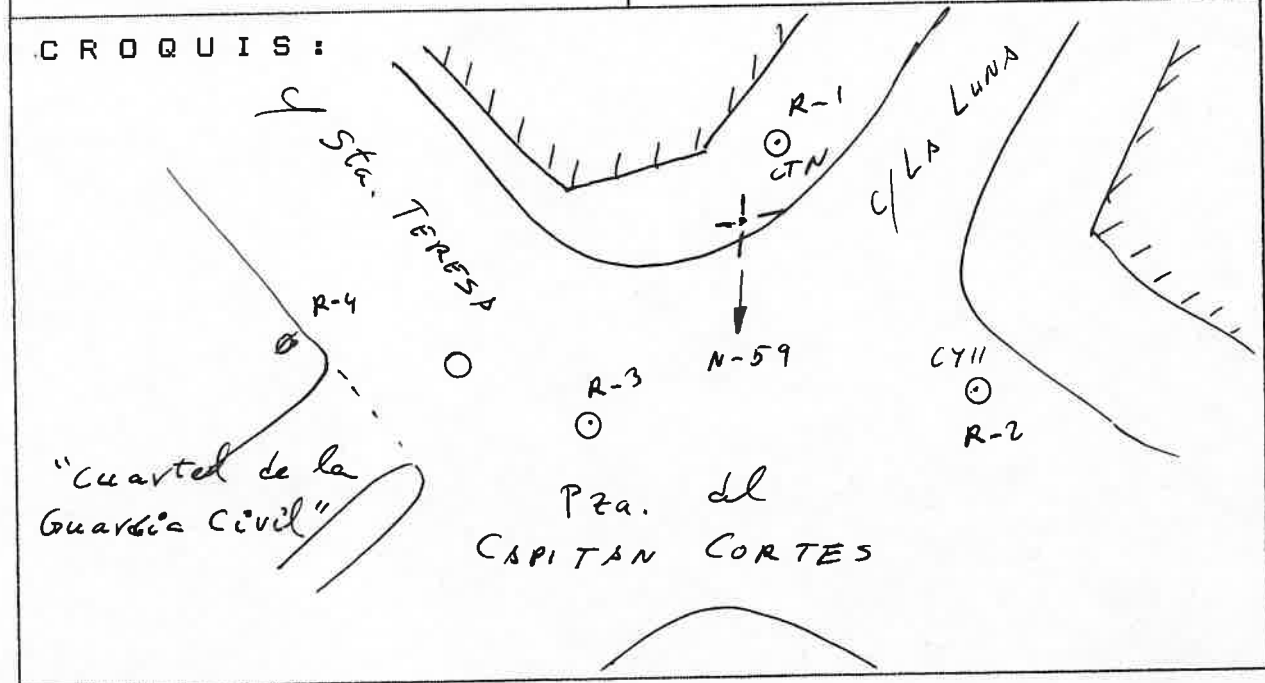 CROQUIS:
C/ Sta. TERESA
R-1
CTN
C/ LA LUNA
R-4
N-59
R-3
CYII
R-2
"Cuartel de la
Guardia Civil"
Pza. del
CAPITAN CORTES